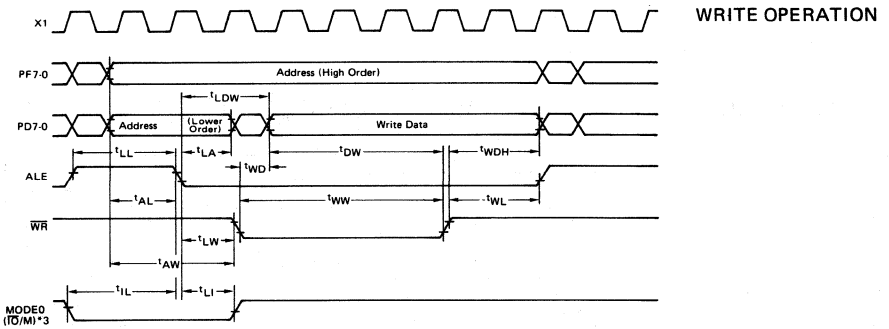 WRITE OPERATION
X1
PF7-0
Address (High Order)
tLDW
PD7-0
Address
(Lower Order)
Write Data
tLL
tLA
tWD
tDW
tWDH
ALE
tAL
tWW
tWL
WR
tLW
tAW
tIL
tLI
MODE0
(IO/M)*3